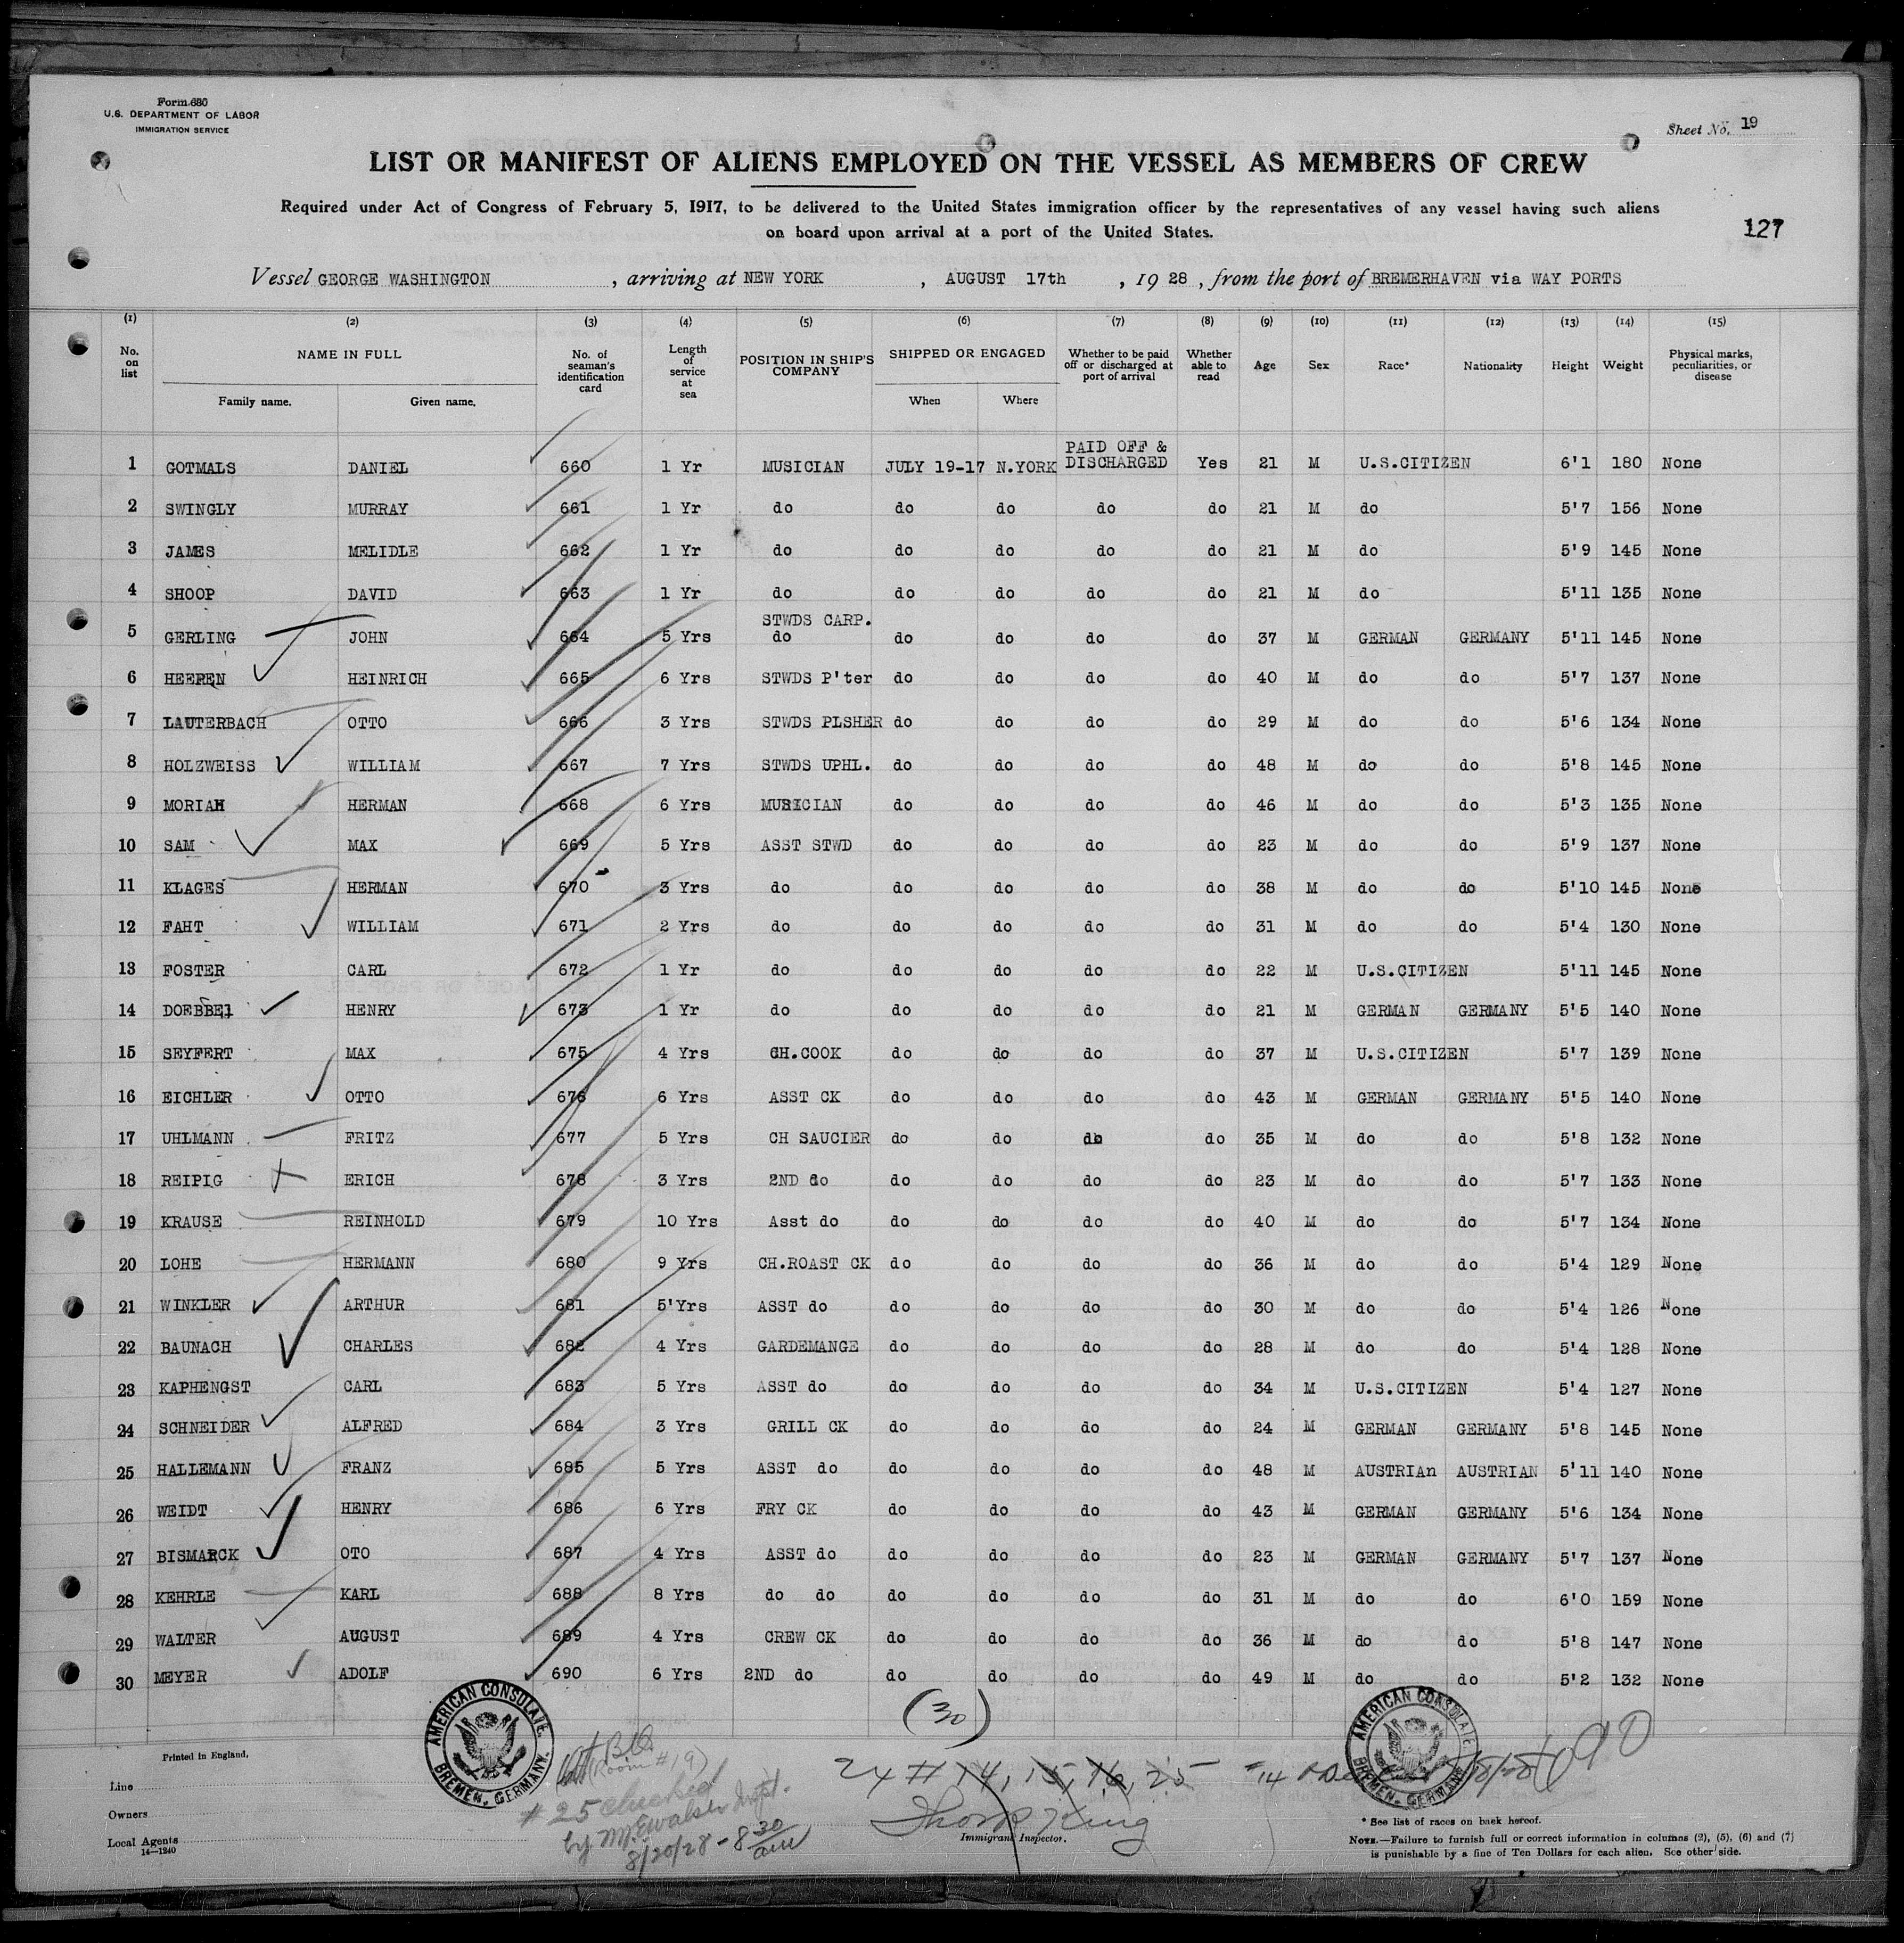 Form 680
U.S. DEPARTMENT OF LABOR
IMMIGRATION SERVICE
Sheet No. 19
LIST OR MANIFEST OF ALIENS EMPLOYED ON THE VESSEL AS MEMBERS OF CREW
Required under Act of Congress of February 5, 1917, to be delivered to the United States immigration officer by the representatives of any vessel having such aliens
on board upon arrival at a port of the United States.
127
Vessel GEORGE WASHINGTON, arriving at NEW YORK, AUGUST 17th, 1928, from the port of BREMERHAVEN via WAY PORTS
(1) (2) (3) (4) (5) (6) (7) (8) (9) (10) (11) (12) (13) (14) (15)
No. on list NAME IN FULL Family name. Given name. No. of seaman's identification card Length of service at sea POSITION IN SHIP'S COMPANY SHIPPED OR ENGAGED When Where Whether to be paid off or discharged at port of arrival Whether able to read Age Sex Race* Nationality Height Weight Physical marks, peculiarities, or disease
1 GOTMALS DANIEL 660 1 Yr MUSICIAN JULY 19-17 N.YORK PAID OFF & DISCHARGED Yes 21 M U.S.CITIZEN 6'1 180 None
2 SWINGLY MURRAY 661 1 Yr do do do do do 21 M do 5'7 156 None
3 JAMES MELIDLE 662 1 Yr do do do do do 21 M do 5'9 145 None
4 SHOOP DAVID 663 1 Yr do do do do do 21 M do 5'11 135 None
5 GERLING JOHN 664 5 Yrs STWDS CARP. do do do do do 37 M GERMAN GERMANY 5'11 145 None
6 HEEREN HEINRICH 665 6 Yrs STWDS P'ter do do do do 40 M do do 5'7 137 None
7 LAUTERBACH OTTO 666 3 Yrs STWDS PLSHER do do do do 29 M do do 5'6 134 None
8 HOLZWEISS WILLIAM 667 7 Yrs STWDS UPHL. do do do do 48 M do do 5'8 145 None
9 MORIAH HERMAN 668 6 Yrs MUSICIAN do do do do 46 M do do 5'3 135 None
10 SAM MAX 669 5 Yrs ASST STWD do do do do 23 M do do 5'9 137 None
11 KLAGES HERMAN 670 3 Yrs do do do do do 38 M do do 5'10 145 None
12 FAHT WILLIAM 671 2 Yrs do do do do do 31 M do do 5'4 130 None
13 FOSTER CARL 672 1 Yr do do do do do 22 M U.S.CITIZEN 5'11 145 None
14 DOEBBEl HENRY 673 1 Yr do do do do do 21 M GERMAN GERMANY 5'5 140 None
15 SEYFERT MAX 675 4 Yrs CH.COOK do do do do 37 M U.S.CITIZEN 5'7 139 None
16 EICHLER OTTO 676 6 Yrs ASST CK do do do do 43 M GERMAN GERMANY 5'5 140 None
17 UHLMANN FRITZ 677 5 Yrs CH SAUCIER do do do do 35 M do do 5'8 132 None
18 REIPIG ERICH 678 3 Yrs 2ND do do do do do 23 M do do 5'7 133 None
19 KRAUSE REINHOLD 679 10 Yrs Asst do do do do do 40 M do do 5'7 134 None
20 LOHE HERMANN 680 9 Yrs CH.ROAST CK do do do do 36 M do do 5'4 129 None
21 WINKLER ARTHUR 681 5'Yrs ASST do do do do do 30 M do do 5'4 126 None
22 BAUNACH CHARLES 682 4 Yrs GARDEMANGE do do do do 28 M do do 5'4 128 None
23 KAPHENGST CARL 683 5 Yrs ASST do do do do do 34 M U.S.CITIZEN 5'4 127 None
24 SCHNEIDER ALFRED 684 3 Yrs GRILL CK do do do do 24 M GERMAN GERMANY 5'8 145 None
25 HALLEMANN FRANZ 685 5 Yrs ASST do do do do do 48 M AUSTRIAn AUSTRIAN 5'11 140 None
26 WEIDT HENRY 686 6 Yrs FRY CK do do do do 43 M GERMAN GERMANY 5'6 134 None
27 BISMARCK OTO 687 4 Yrs ASST do do do do do 23 M GERMAN GERMANY 5'7 137 None
28 KEHRLE KARL 688 8 Yrs do do do do do do 31 M do do 6'0 159 None
29 WALTER AUGUST 689 4 Yrs CREW CK do do do do 36 M do do 5'8 147 None
30 MEYER ADOLF 690 6 Yrs 2ND do do do do do 49 M do do 5'2 132 None
(30)
AMERICAN CONSULATE. BREMEN, GERMANY.
AMERICAN CONSULATE BREMEN, GERMANY
Printed in England.
Line
Owners
Local Agents
14—1240
(Room #19)
#25 checked
by
8/20/28 - 8 30 am
24 # 14, 15, 16, 25
#14
90
Immigrant Inspector.
* See list of races on back hereof.
NOTE.—Failure to furnish full or correct information in columns (2), (5), (6) and (7)
is punishable by a fine of Ten Dollars for each alien. See other side.